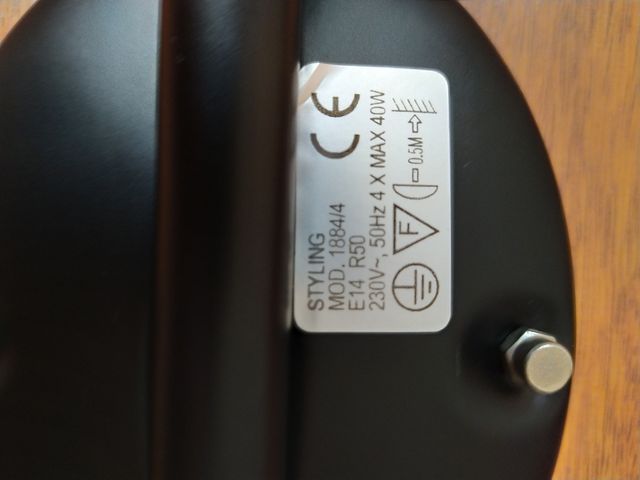 STYLING
MOD. 1884/4
E14 R50
230V~, 50Hz 4 X MAX 40W
F 0.5M
CE